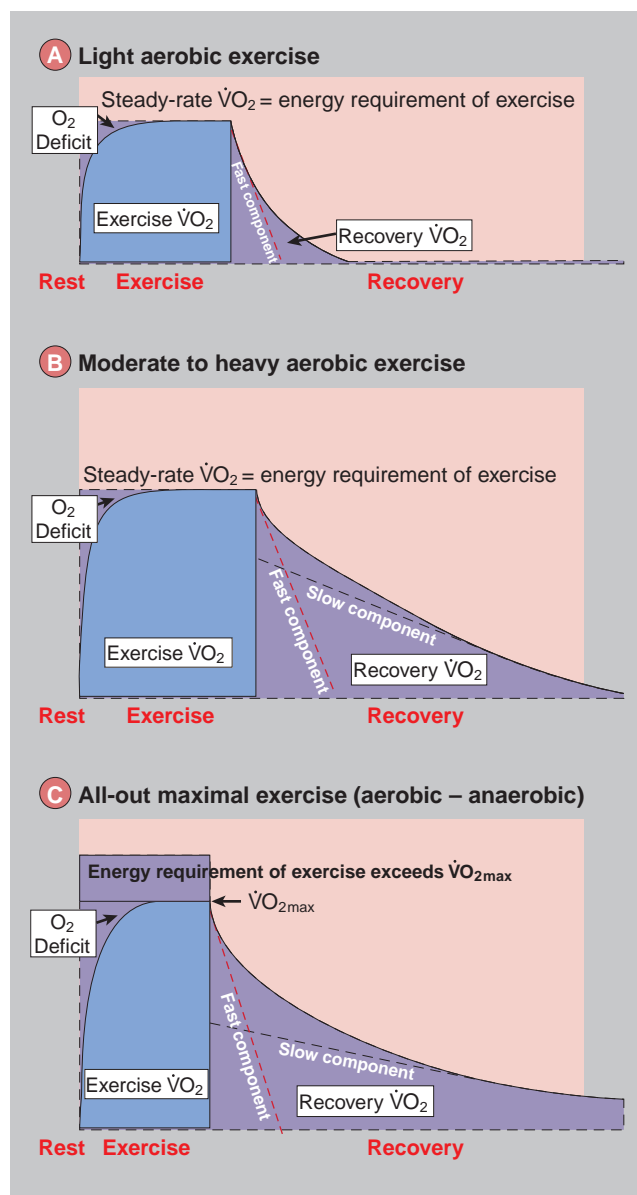 A Light aerobic exercise
Steady-rate V̇O₂ = energy requirement of exercise
O₂
Deficit
Fast component
Exercise V̇O₂
Recovery V̇O₂
Rest Exercise Recovery
B Moderate to heavy aerobic exercise
Steady-rate V̇O₂ = energy requirement of exercise
O₂
Deficit
Fast component
Slow component
Exercise V̇O₂
Recovery V̇O₂
Rest Exercise Recovery
C All-out maximal exercise (aerobic – anaerobic)
Energy requirement of exercise exceeds V̇O₂max
V̇O₂max
O₂
Deficit
Fast component
Slow component
Exercise V̇O₂
Recovery V̇O₂
Rest Exercise Recovery